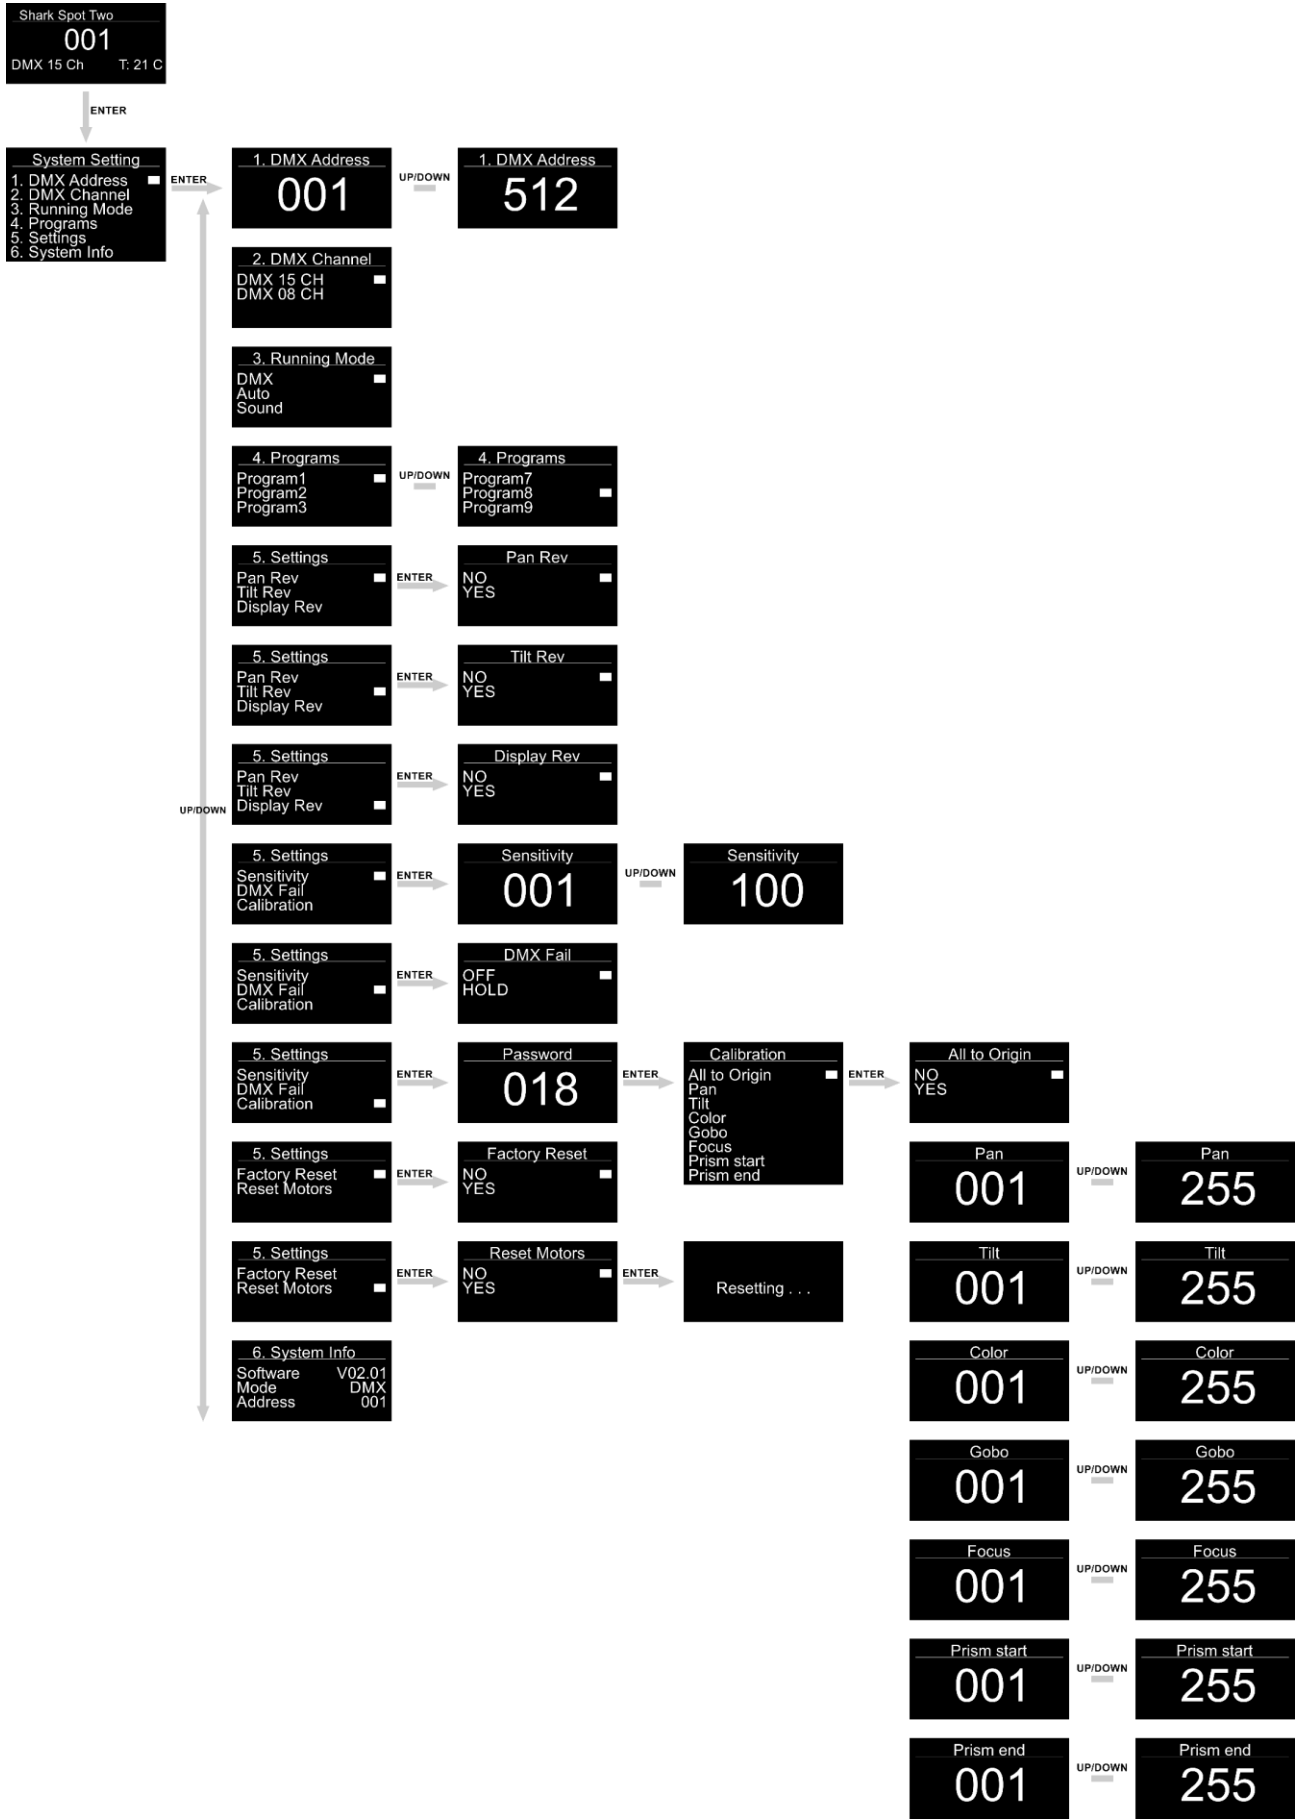 Shark Spot Two
001
DMX 15 Ch T: 21 C
ENTER
System Setting
1. DMX Address
2. DMX Channel
3. Running Mode
4. Programs
5. Settings
6. System Info
ENTER
UP/DOWN
1. DMX Address
001
UP/DOWN
1. DMX Address
512
2. DMX Channel
DMX 15 CH
DMX 08 CH
3. Running Mode
DMX
Auto
Sound
4. Programs
Program1
Program2
Program3
UP/DOWN
4. Programs
Program7
Program8
Program9
5. Settings
Pan Rev
Tilt Rev
Display Rev
ENTER
Pan Rev
NO
YES
5. Settings
Pan Rev
Tilt Rev
Display Rev
ENTER
Tilt Rev
NO
YES
5. Settings
Pan Rev
Tilt Rev
Display Rev
ENTER
Display Rev
NO
YES
5. Settings
Sensitivity
DMX Fail
Calibration
ENTER
Sensitivity
001
UP/DOWN
Sensitivity
100
5. Settings
Sensitivity
DMX Fail
Calibration
ENTER
DMX Fail
OFF
HOLD
5. Settings
Sensitivity
DMX Fail
Calibration
ENTER
Password
018
ENTER
Calibration
All to Origin
Pan
Tilt
Color
Gobo
Focus
Prism start
Prism end
ENTER
All to Origin
NO
YES
Pan
001
UP/DOWN
Pan
255
Tilt
001
UP/DOWN
Tilt
255
Color
001
UP/DOWN
Color
255
Gobo
001
UP/DOWN
Gobo
255
Focus
001
UP/DOWN
Focus
255
Prism start
001
UP/DOWN
Prism start
255
Prism end
001
UP/DOWN
Prism end
255
5. Settings
Factory Reset
Reset Motors
ENTER
Factory Reset
NO
YES
5. Settings
Factory Reset
Reset Motors
ENTER
Reset Motors
NO
YES
ENTER
Resetting . . .
6. System Info
Software V02.01
Mode DMX
Address 001